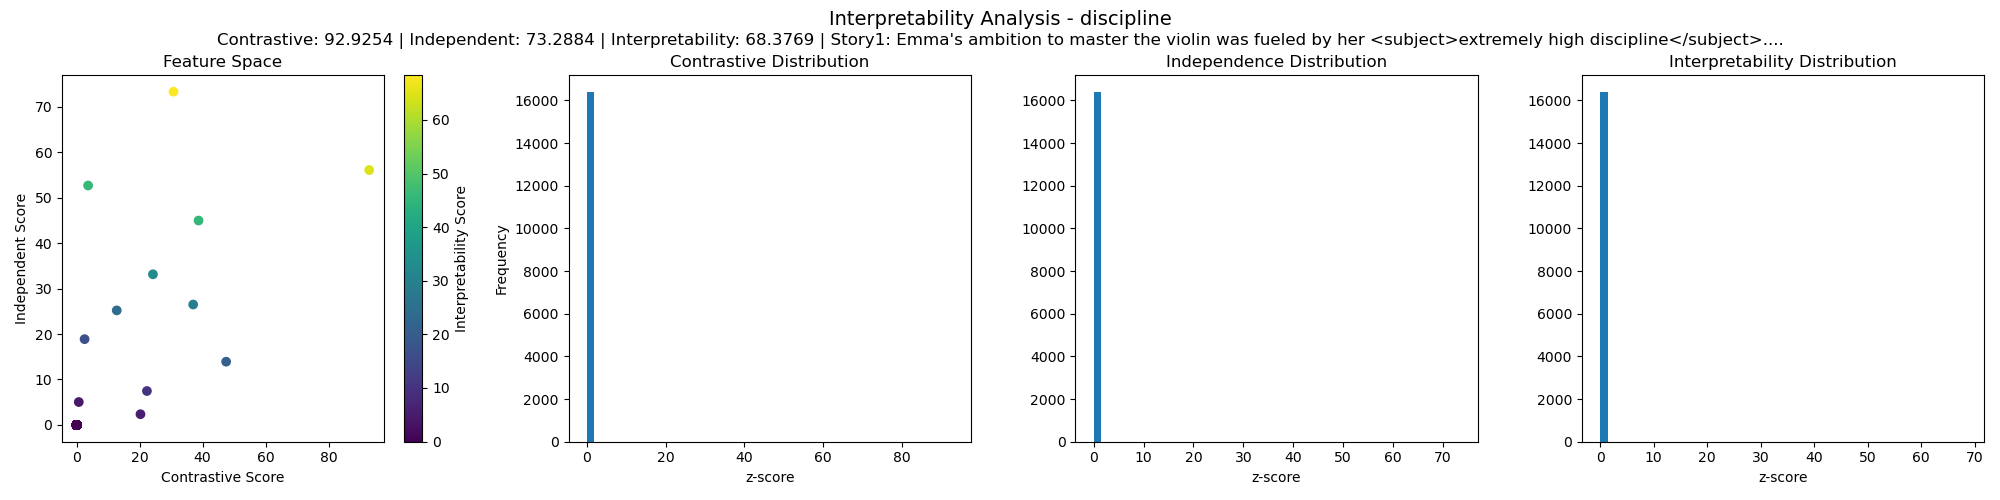 Interpretability Analysis - discipline
Contrastive: 92.9254 | Independent: 73.2884 | Interpretability: 68.3769 | Story1: Emma's ambition to master the violin was fueled by her <subject>extremely high discipline</subject>....
Feature Space
70
60
50
40
30
20
10
0
Independent Score
0 20 40 60 80
Contrastive Score
60
50
40
30
20
10
0
Interpretability Score
Contrastive Distribution
16000
14000
12000
10000
8000
6000
4000
2000
0
Frequency
0 20 40 60 80
z-score
Independence Distribution
16000
14000
12000
10000
8000
6000
4000
2000
0
0 10 20 30 40 50 60 70
z-score
Interpretability Distribution
16000
14000
12000
10000
8000
6000
4000
2000
0
0 10 20 30 40 50 60 70
z-score